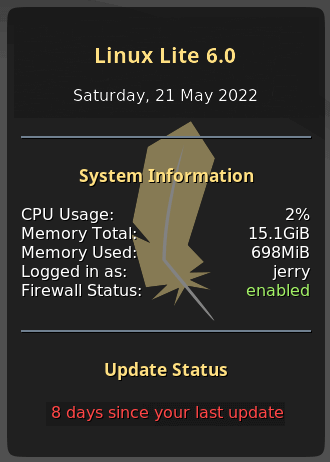 Linux Lite 6.0
Saturday, 21 May 2022
System Information
CPU Usage: 2%
Memory Total: 15.1GiB
Memory Used: 698MiB
Logged in as: jerry
Firewall Status: enabled
Update Status
8 days since your last update